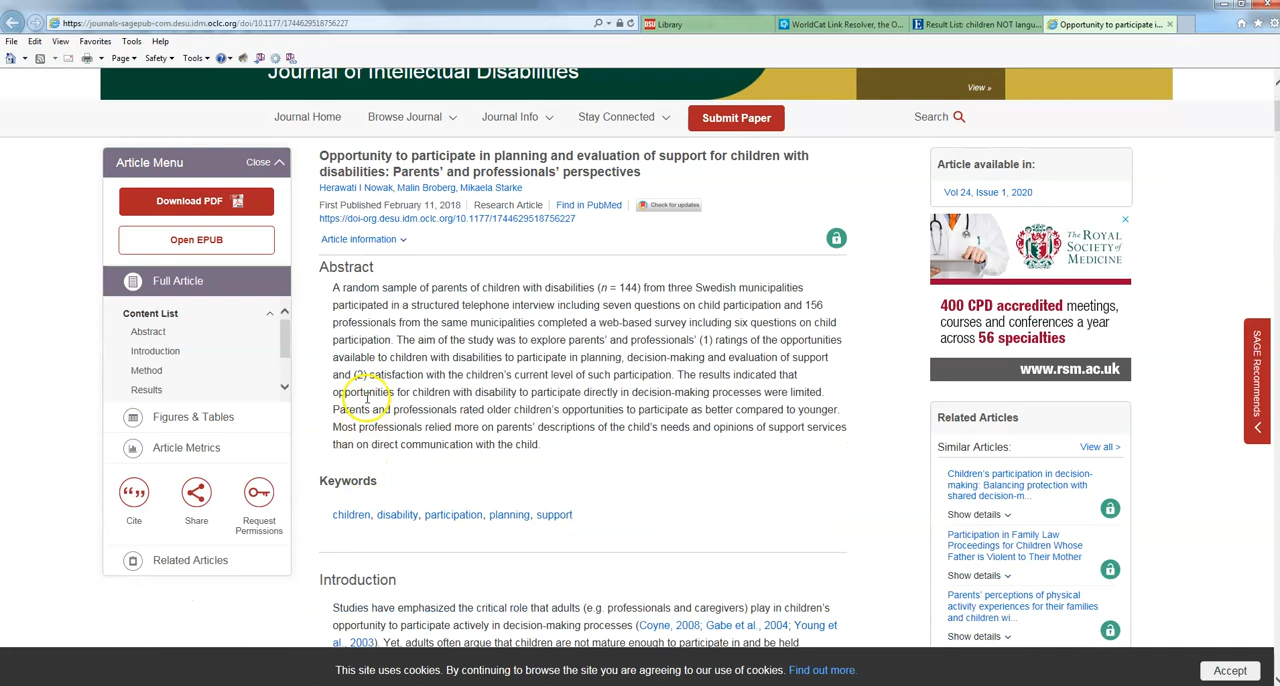 https://journals-sagepub-com.desu.idm.oclc.org/doi/10.1177/1744629518756227
DSU Library
WorldCat Link Resolver, the O...
Result List: children NOT langu...
Opportunity to participate i...
File Edit View Favorites Tools Help
Page Safety Tools
Journal of Intellectual Disabilities
View »
Journal Home Browse Journal Journal Info Stay Connected Submit Paper Search
Article Menu Close
Download PDF
Open EPUB
Full Article
Content List
Abstract
Introduction
Method
Results
Figures & Tables
Article Metrics
Cite Share Request
Permissions
Related Articles
Opportunity to participate in planning and evaluation of support for children with
disabilities: Parents’ and professionals’ perspectives
Herawati I Nowak, Malin Broberg, Mikaela Starke
First Published February 11, 2018 Research Article Find in PubMed Check for updates
https://doi-org.desu.idm.oclc.org/10.1177/1744629518756227
Article information
Abstract
A random sample of parents of children with disabilities (n = 144) from three Swedish municipalities
participated in a structured telephone interview including seven questions on child participation and 156
professionals from the same municipalities completed a web-based survey including six questions on child
participation. The aim of the study was to explore parents’ and professionals’ (1) ratings of the opportunities
available to children with disabilities to participate in planning, decision-making and evaluation of support
and (2) satisfaction with the children’s current level of such participation. The results indicated that
opportunities for children with disability to participate directly in decision-making processes were limited.
Parents and professionals rated older children’s opportunities to participate as better compared to younger.
Most professionals relied more on parents’ descriptions of the child’s needs and opinions of support services
than on direct communication with the child.
Keywords
children, disability, participation, planning, support
Introduction
Studies have emphasized the critical role that adults (e.g. professionals and caregivers) play in children’s
opportunity to participate actively in decision-making processes (Coyne, 2008; Gabe et al., 2004; Young et
al., 2003). Yet, adults often argue that children are not mature enough to participate in and be held
Article available in:
Vol 24, Issue 1, 2020
The ROYAL
SOCIETY of
MEDICINE
400 CPD accredited meetings,
courses and conferences a year
across 56 specialties
www.rsm.ac.uk
Related Articles
Similar Articles: View all >
Children’s participation in decision-
making: Balancing protection with
shared decision-m...
Show details
Participation in Family Law
Proceedings for Children Whose
Father is Violent to Their Mother
Show details
Parents’ perceptions of physical
activity experiences for their families
and children wi...
Show details
SAGE Recommends
This site uses cookies. By continuing to browse the site you are agreeing to our use of cookies. Find out more.
Accept